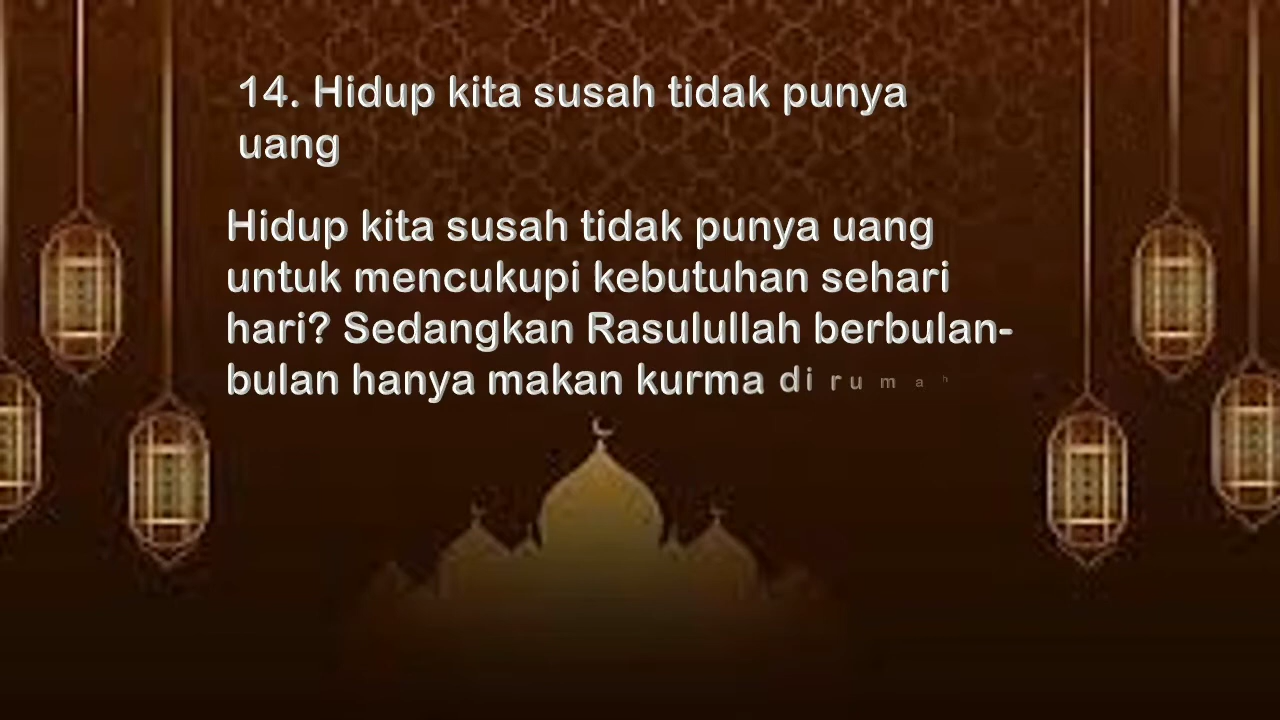 14. Hidup kita susah tidak punya
uang
Hidup kita susah tidak punya uang
untuk mencukupi kebutuhan sehari
hari? Sedangkan Rasulullah berbulan-
bulan hanya makan kurma di rumah